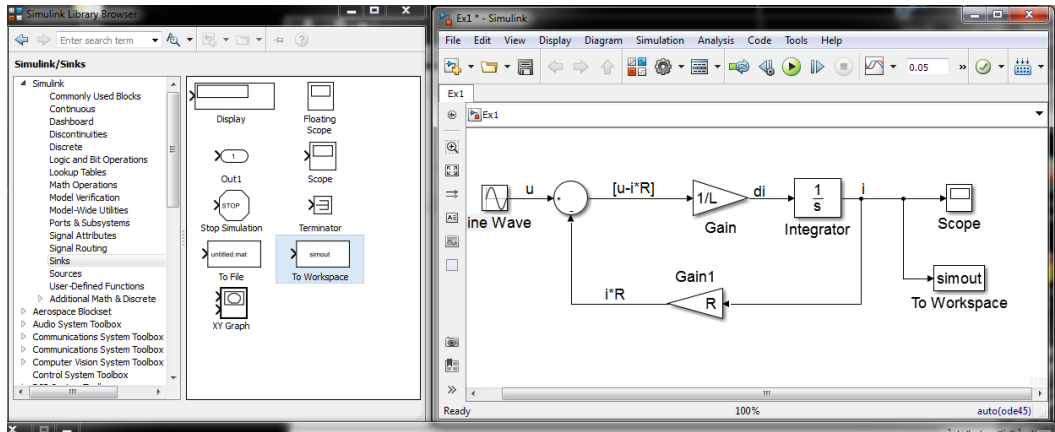 Simulink Library Browser
Enter search term
Simulink/Sinks
Simulink
Commonly Used Blocks
Continuous
Dashboard
Discontinuities
Discrete
Logic and Bit Operations
Lookup Tables
Math Operations
Model Verification
Model-Wide Utilities
Ports & Subsystems
Signal Attributes
Signal Routing
Sinks
Sources
User-Defined Functions
Additional Math & Discrete
Aerospace Blockset
Audio System Toolbox
Communications System Toolbox
Communications System Toolbox
Computer Vision System Toolbox
Control System Toolbox
Display
Floating
Scope
1
Out1
Scope
STOP
Stop Simulation
Terminator
untitled.mat
To File
simout
To Workspace
XY Graph
Ex1 * - Simulink
File Edit View Display Diagram Simulation Analysis Code Tools Help
0.05
Ex1
Ex1
u
ine Wave
[u-i*R]
1/L
Gain
di
1
s
Integrator
i
Scope
simout
To Workspace
Gain1
R
i*R
Ready
100%
auto(ode45)